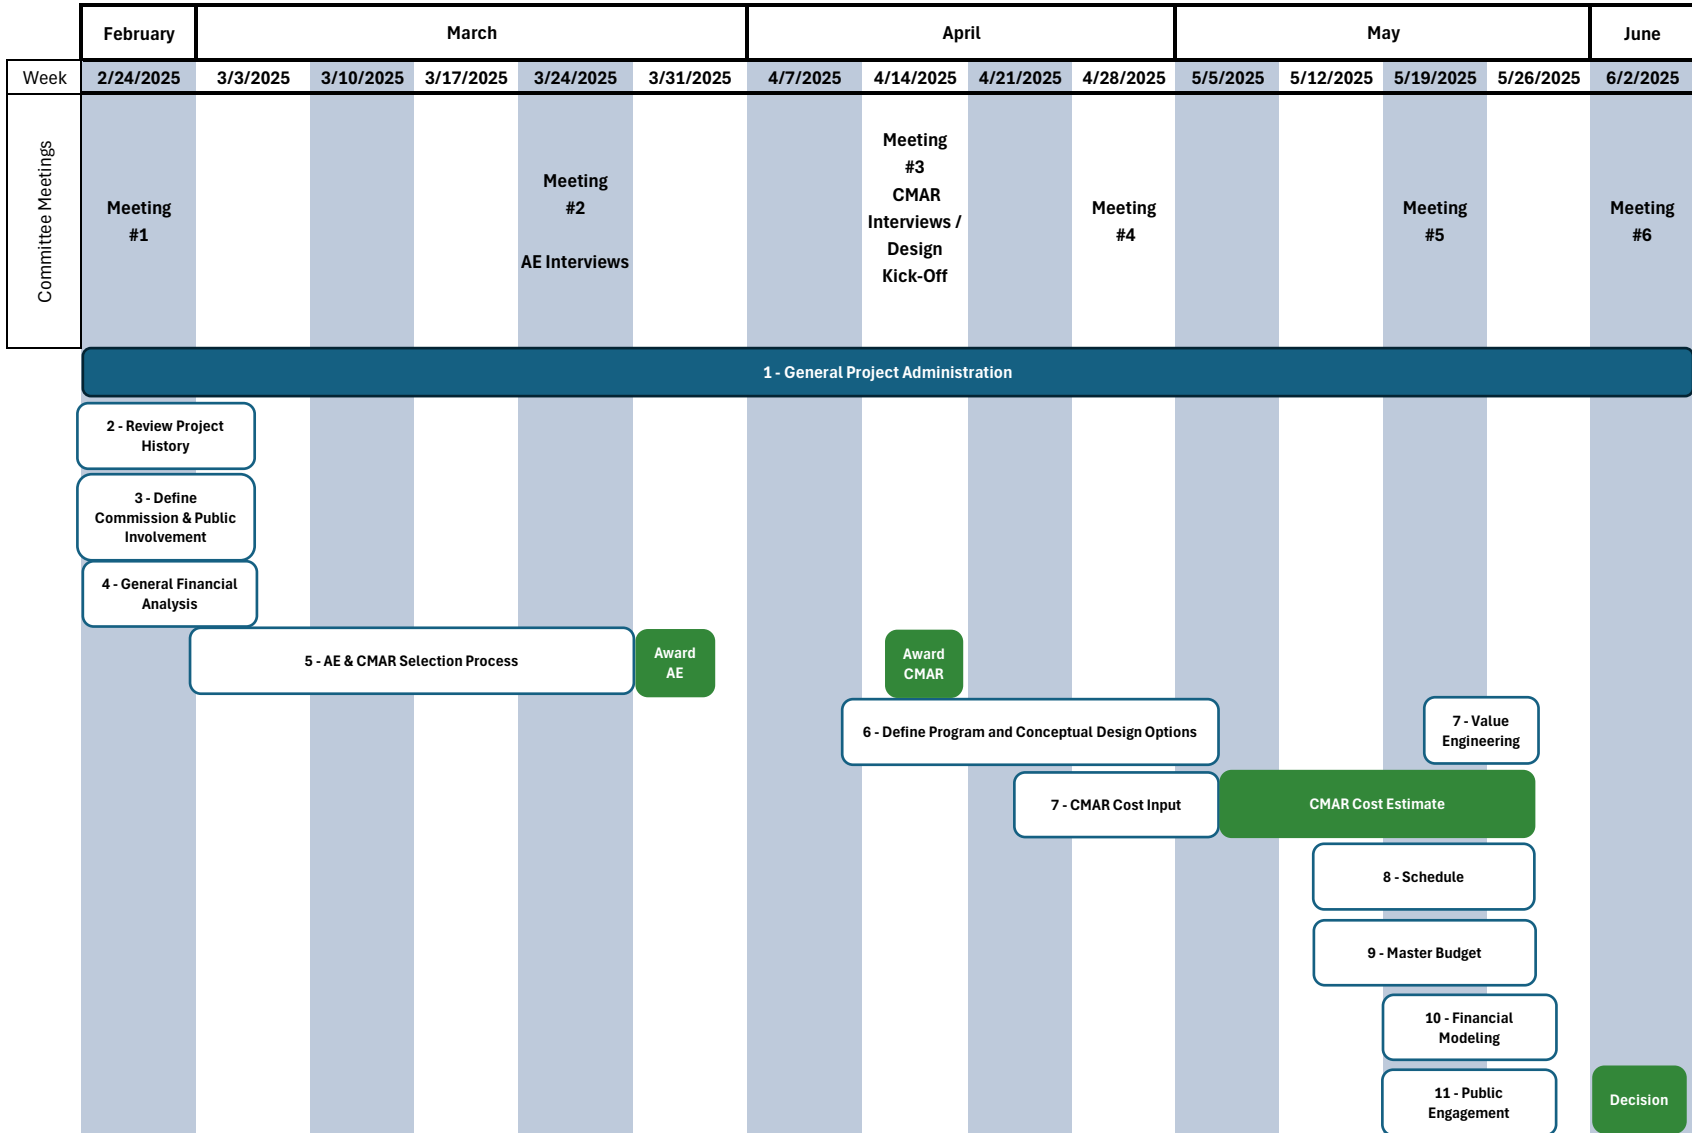 February March April May June
Week 2/24/2025 3/3/2025 3/10/2025 3/17/2025 3/24/2025 3/31/2025 4/7/2025 4/14/2025 4/21/2025 4/28/2025 5/5/2025 5/12/2025 5/19/2025 5/26/2025 6/2/2025
Committee Meetings
Meeting
#1
Meeting
#2
AE Interviews
Meeting
#3
CMAR
Interviews /
Design
Kick-Off
Meeting
#4
Meeting
#5
Meeting
#6
1 - General Project Administration
2 - Review Project
History
3 - Define
Commission & Public
Involvement
4 - General Financial
Analysis
5 - AE & CMAR Selection Process
Award
AE
Award
CMAR
6 - Define Program and Conceptual Design Options
7 - Value
Engineering
7 - CMAR Cost Input
CMAR Cost Estimate
8 - Schedule
9 - Master Budget
10 - Financial
Modeling
11 - Public
Engagement
Decision